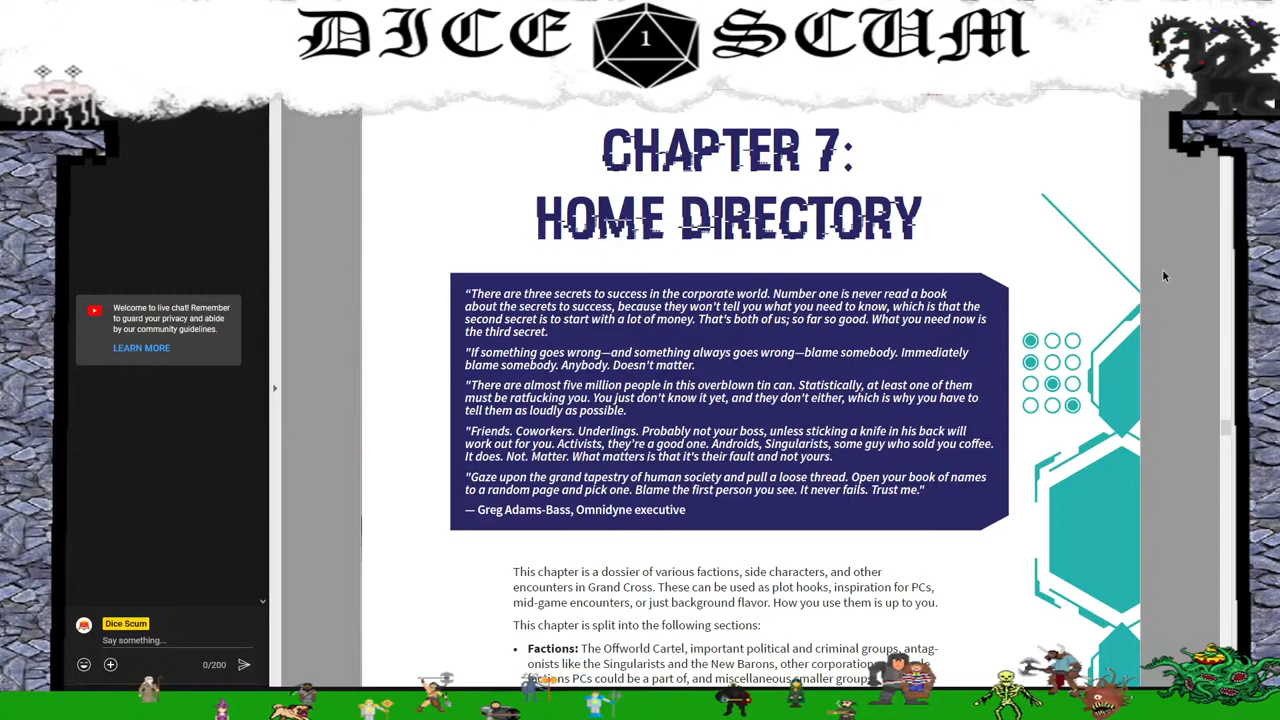 DICE 1 SCUM
CHAPTER 7:
HOME DIRECTORY
“There are three secrets to success in the corporate world. Number one is never read a book
about the secrets to success, because they won't tell you what you need to know, which is that the
second secret is to start with a lot of money. That's both of us; so far so good. What you need now is
the third secret.
"If something goes wrong—and something always goes wrong—blame somebody. Immediately
blame somebody. Anybody. Doesn't matter.
"There are almost five million people in this overblown tin can. Statistically, at least one of them
must be ratfucking you. You just don't know it yet, and they don't either, which is why you have to
tell them as loudly as possible.
"Friends. Coworkers. Underlings. Probably not your boss, unless sticking a knife in his back will
work out for you. Activists, they’re a good one. Androids, Singularists, some guy who sold you coffee.
It does. Not. Matter. What matters is that it's their fault and not yours.
"Gaze upon the grand tapestry of human society and pull a loose thread. Open your book of names
to a random page and pick one. Blame the first person you see. It never fails. Trust me."
— Greg Adams-Bass, Omnidyne executive
This chapter is a dossier of various factions, side characters, and other
encounters in Grand Cross. These can be used as plot hooks, inspiration for PCs,
mid-game encounters, or just background flavor. How you use them is up to you.
This chapter is split into the following sections:
• Factions: The Offworld Cartel, important political and criminal groups, antag-
onists like the Singularists and the New Barons, other
PCs could be a part of, and miscellaneous smaller
Welcome to live chat! Remember
to guard your privacy and abide
by our community guidelines.
LEARN MORE
Dice Scum
Say something...
0/200